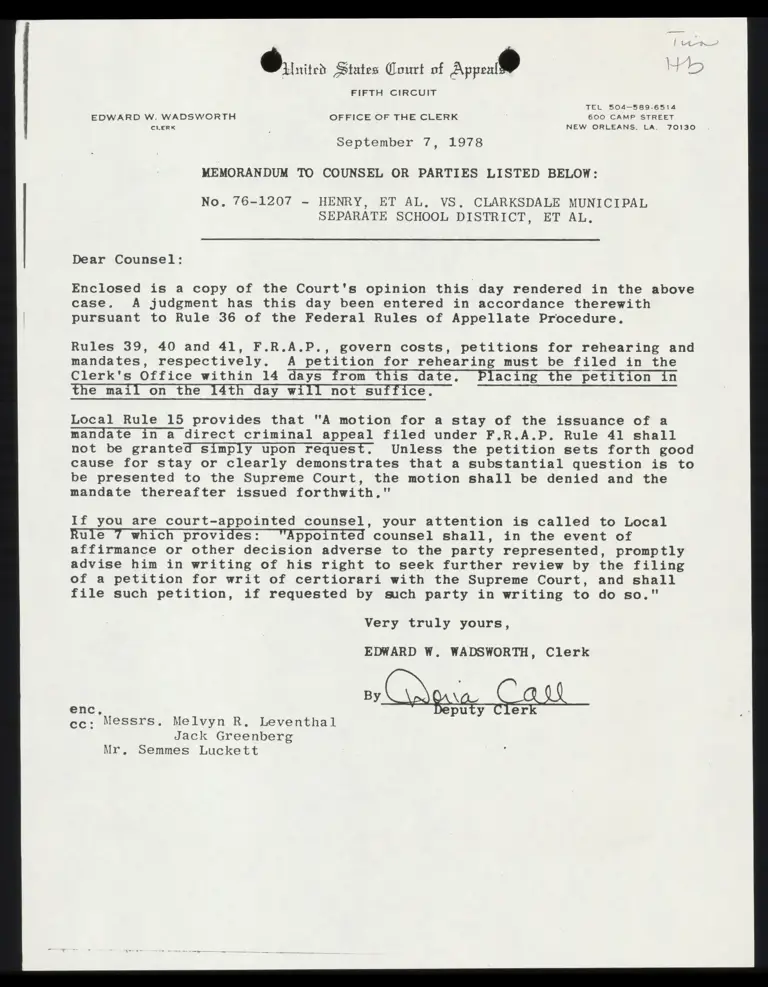 Hb
United States Court of Appeals
FIFTH CIRCUIT
EDWARD W. WADSWORTH
CLERK
OFFICE OF THE CLERK
TEL 504-589-6514
600 CAMP STREET
NEW ORLEANS, LA. 70130
September 7, 1978
MEMORANDUM TO COUNSEL OR PARTIES LISTED BELOW:
No. 76-1207 - HENRY, ET AL. VS. CLARKSDALE MUNICIPAL
SEPARATE SCHOOL DISTRICT, ET AL.
Dear Counsel:
Enclosed is a copy of the Court's opinion this day rendered in the above
case. A judgment has this day been entered in accordance therewith
pursuant to Rule 36 of the Federal Rules of Appellate Procedure.
Rules 39, 40 and 41, F.R.A.P., govern costs, petitions for rehearing and
mandates, respectively. A petition for rehearing must be filed in the
Clerk's Office within 14 days from this date. Placing the petition in
the mail on the 14th day will not suffice.
Local Rule 15 provides that "A motion for a stay of the issuance of a
mandate in a direct criminal appeal filed under F.R.A.P. Rule 41 shall
not be granted simply upon request. Unless the petition sets forth good
cause for stay or clearly demonstrates that a substantial question is to
be presented to the Supreme Court, the motion shall be denied and the
mandate thereafter issued forthwith."
If you are court-appointed counsel, your attention is called to Local
Rule 7 which provides: "Appointed counsel shall, in the event of
affirmance or other decision adverse to the party represented, promptly
advise him in writing of his right to seek further review by the filing
of a petition for writ of certiorari with the Supreme Court, and shall
file such petition, if requested by such party in writing to do so."
Very truly yours,
EDWARD W. WADSWORTH, Clerk
By Doria Call
Deputy Clerk
enc.
cc: Messrs. Melvyn R. Leventhal
Jack Greenberg
Mr. Semmes Luckett